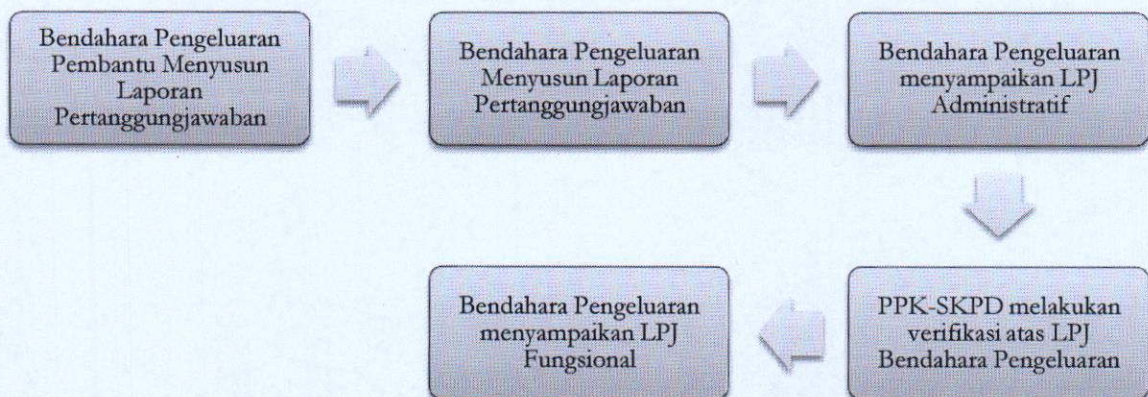 Bendahara Pengeluaran
Pembantu Menyusun
Laporan
Pertanggungjawaban
Bendahara Pengeluaran
Menyusun Laporan
Pertanggungjawaban
Bendahara Pengeluaran
menyampaikan LPJ
Administratif
PPK-SKPD melakukan
verifikasi atas LPJ
Bendahara Pengeluaran
Bendahara Pengeluaran
menyampaikan LPJ
Fungsional